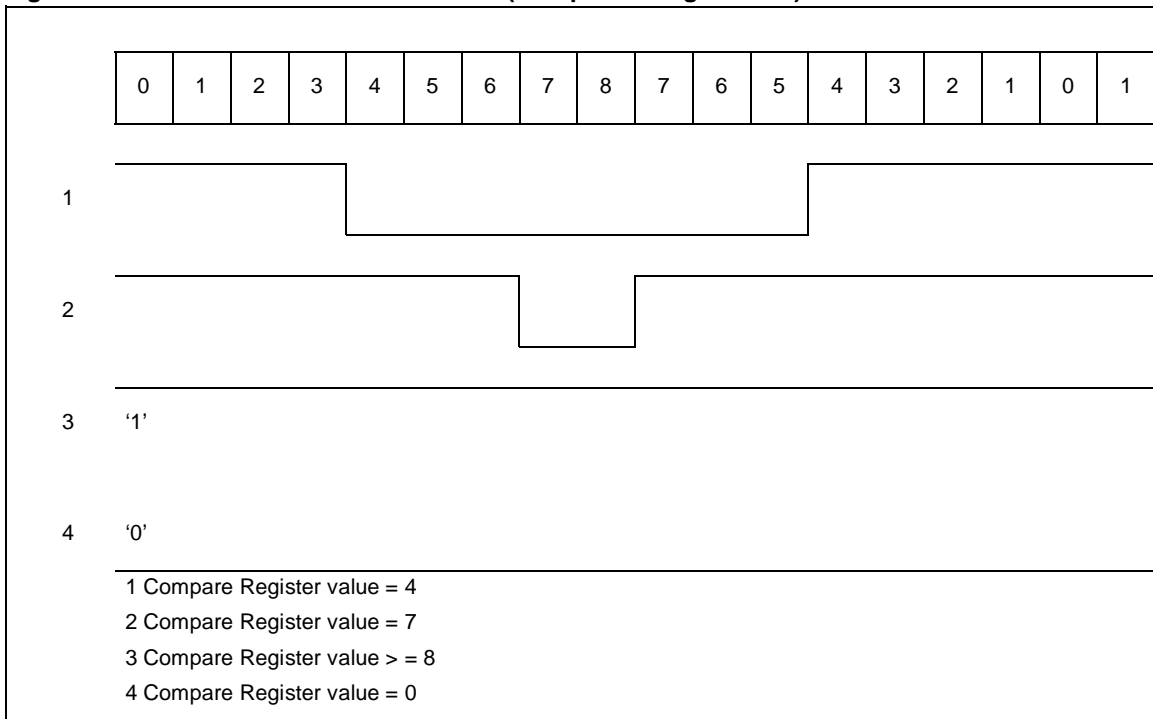 0 1 2 3 4 5 6 7 8 7 6 5 4 3 2 1 0 1
1
2
3 ‘1’
4 ‘0’
1 Compare Register value = 4
2 Compare Register value = 7
3 Compare Register value > = 8
4 Compare Register value = 0